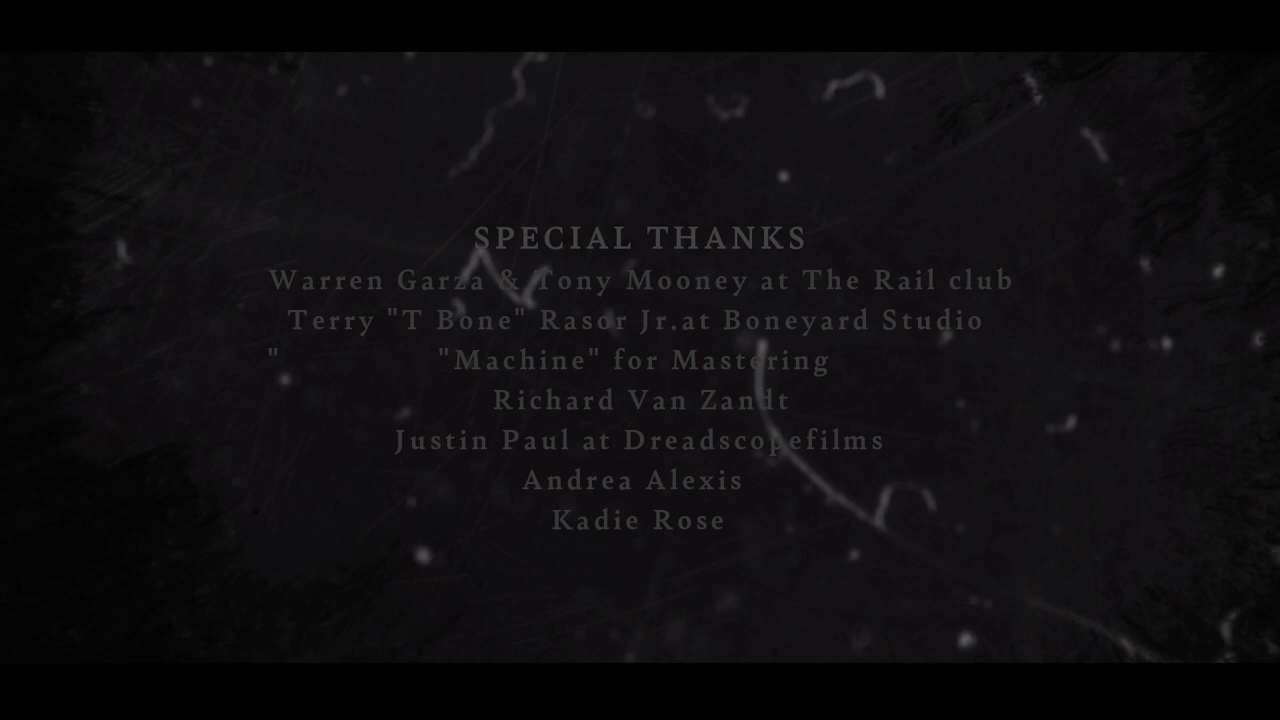 SPECIAL THANKS
Warren Garza & Tony Mooney at The Rail club
Terry "T Bone" Rasor Jr.at Boneyard Studio
" "Machine" for Mastering
Richard Van Zandt
Justin Paul at Dreadscopefilms
Andrea Alexis
Kadie Rose